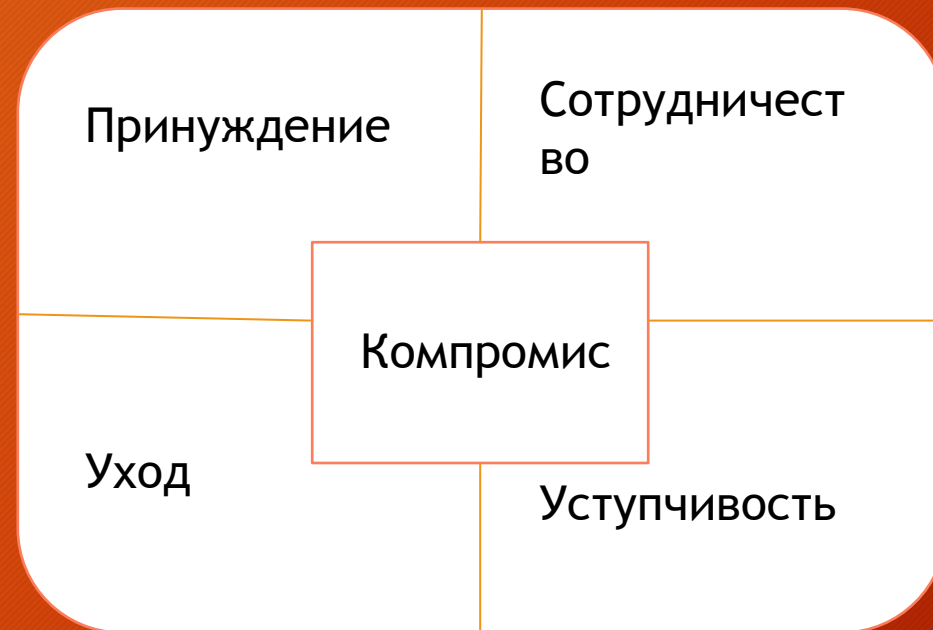 Принуждение
Сотрудничест
во
Компромис
Уход
Уступчивость